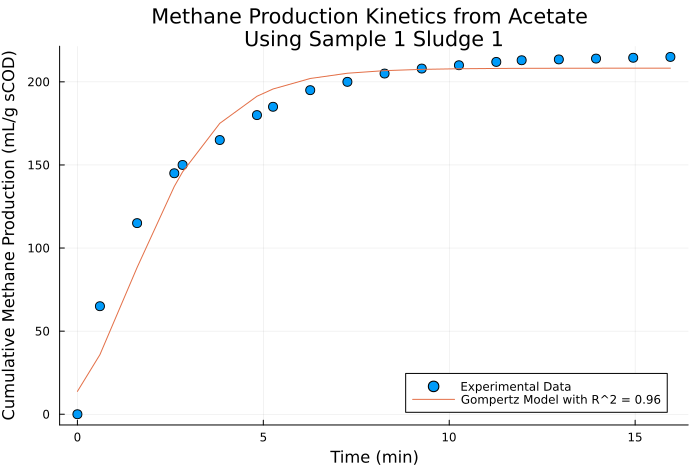 Methane Production Kinetics from Acetate
Using Sample 1 Sludge 1
Cumulative Methane Production (mL/g sCOD)
200
150
100
50
0
0 5 10 15
Time (min)
Experimental Data
Gompertz Model with R^2 = 0.96